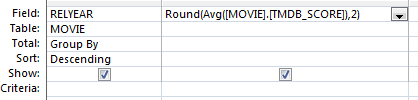 Field: RELYEAR Round(Avg([MOVIE].[TMDB_SCORE]),2)
Table: MOVIE
Total: Group By
Sort: Descending
Show:
Criteria: